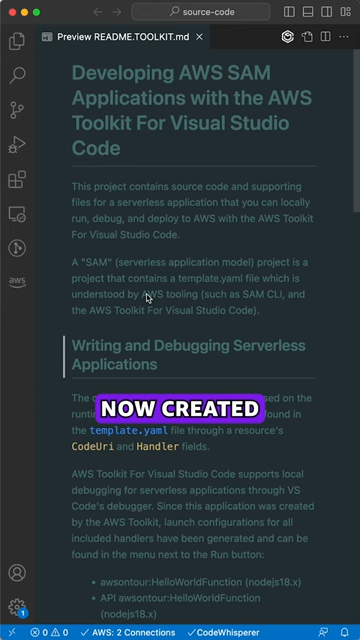 source-code
Preview README.TOOLKIT.md
Developing AWS SAM
Applications with the AWS
Toolkit For Visual Studio
Code
This project contains source code and supporting
files for a serverless application that you can locally
run, debug, and deploy to AWS with the AWS Toolkit
For Visual Studio Code.
A "SAM" (serverless application model) project is a
project that contains a template.yaml file which is
understood by AWS tooling (such as SAM CLI, and
the AWS Toolkit For Visual Studio Code).
Writing and Debugging Serverless
Applications
The
sed on the
NOW CREATED
runti
found in
the template.yaml file through a resource's
CodeUri and Handler fields.
AWS Toolkit For Visual Studio Code supports local
debugging for serverless applications through VS
Code's debugger. Since this application was
created by the AWS Toolkit, launch configurations for all
included handlers have been generated and can be
found in the menu next to the Run button:
• awsontour:HelloWorldFunction (nodejs18.x)
• API awsontour:HelloWorldFunction
(nodejs18.x)
aws
1
0 0 AWS: 2 Connections CodeWhisperer